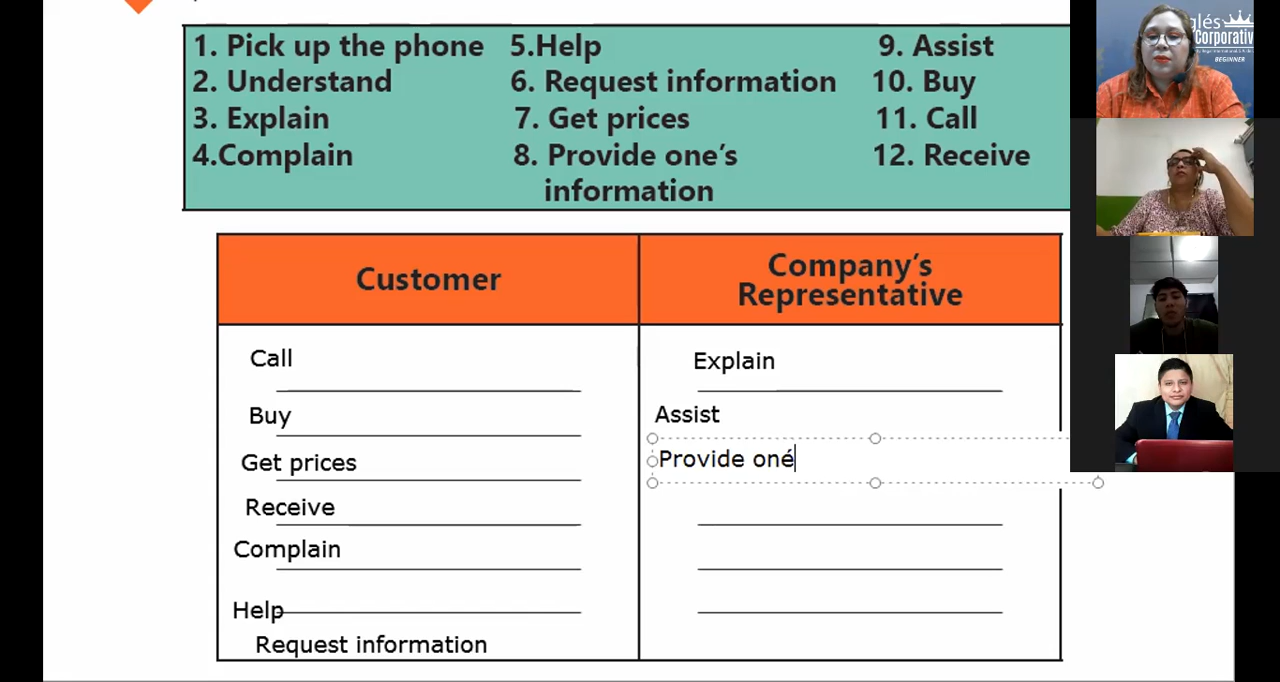 1. Pick up the phone
2. Understand
3. Explain
4.Complain
5.Help
6. Request information
7. Get prices
8. Provide one's
information
9. Assist
10. Buy
11. Call
12. Receive
Customer
Company's
Representative
Call
Buy
Get prices
Receive
Complain
Help
Request information
Explain
Assist
Provide oné
glés
Corporativ
BEGINNER